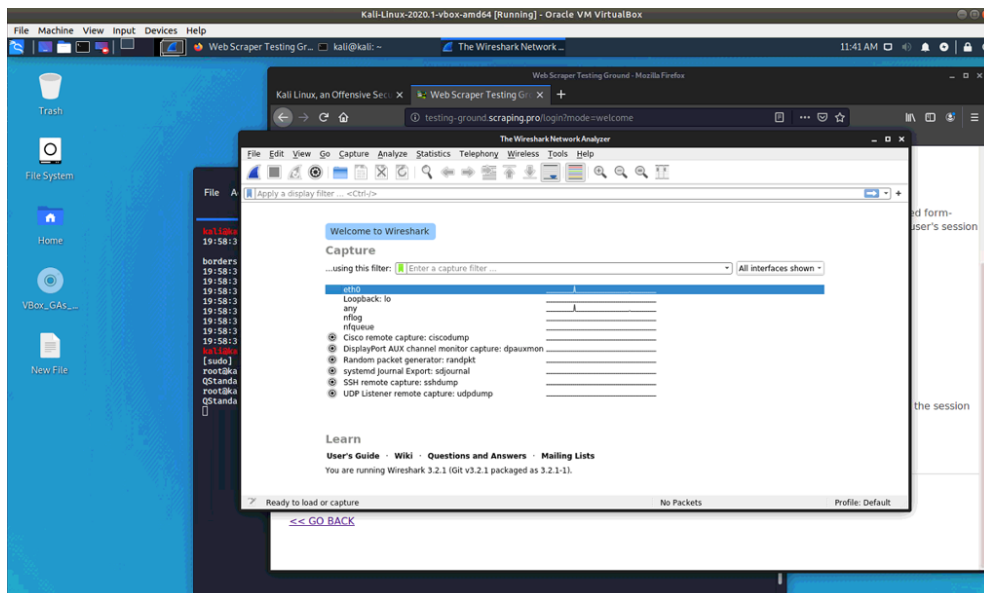 Kali-Linux-2020.1-vbox-amd64 [Running] - Oracle VM VirtualBox
File Machine View Input Devices Help
Web Scraper Testing Gr... kali@kali: ~ The Wireshark Network ... 11:41 AM
Trash
File System
Home
VBox_GAs_...
New File
Web Scraper Testing Ground - Mozilla Firefox
Kali Linux, an Offensive Secu Web Scraper Testing Gr
testing-ground.scraping.pro/login?mode=welcome
File A
19:58:3
borders
19:58:3
19:58:3
19:58:3
19:58:3
19:58:3
19:58:3
19:58:3
19:58:3
[sudo]
root@ka
QStanda
root@ka
QStanda
The Wireshark Network Analyzer
File Edit View Go Capture Analyze Statistics Telephony Wireless Tools Help
Apply a display filter ... <Ctrl-/>
Welcome to Wireshark
Capture
...using this filter: Enter a capture filter ... All interfaces shown
eth0
Loopback: lo
any
nflog
nfqueue
Cisco remote capture: ciscodump
DisplayPort AUX channel monitor capture: dpauxmon
Random packet generator: randpkt
systemd Journal Export: sdjournal
SSH remote capture: sshdump
UDP Listener remote capture: udpdump
Learn
User's Guide · Wiki · Questions and Answers · Mailing Lists
You are running Wireshark 3.2.1 (Git v3.2.1 packaged as 3.2.1-1).
Ready to load or capture No Packets Profile: Default
ed form-
user's session
the session
<< GO BACK